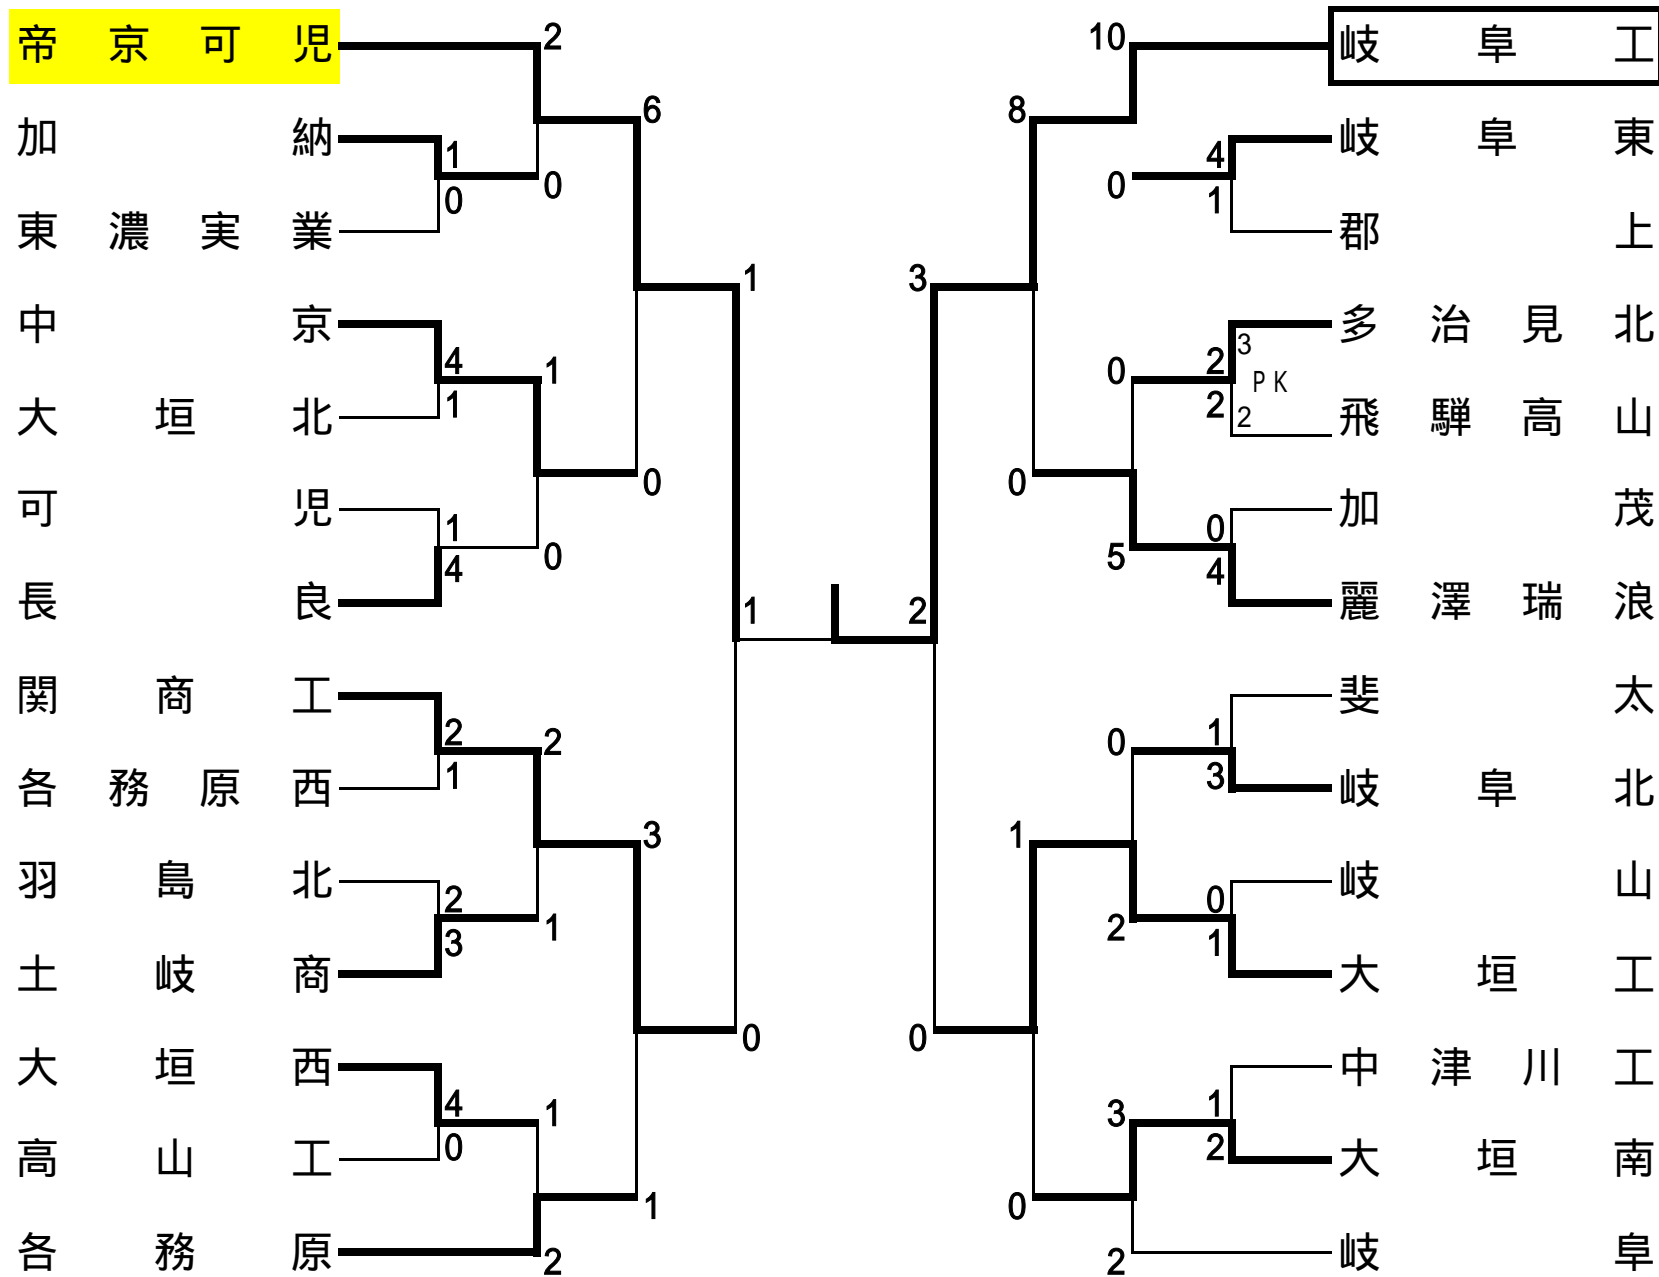 帝京可児 2 10 岐阜工
6 8
加納 1 4 岐阜東
0 0 0 1
東濃実業 郡上
1 3
中京 3 多治見北
4 1 0 2
PK
1 2 2
大垣北 飛騨高山
0 0
可児 1 0 加茂
4 0 5 4
長良 麗澤瑞浪
1 2
関商工 斐太
2 2 0 1
1 3
各務原西 岐阜北
3 1
羽島北 2 0 岐山
3 1 2 1
土岐商 大垣工
0 0
大垣西 中津川工
4 1 3 1
0 2
高山工 大垣南
1 0
各務原 2 2 岐阜